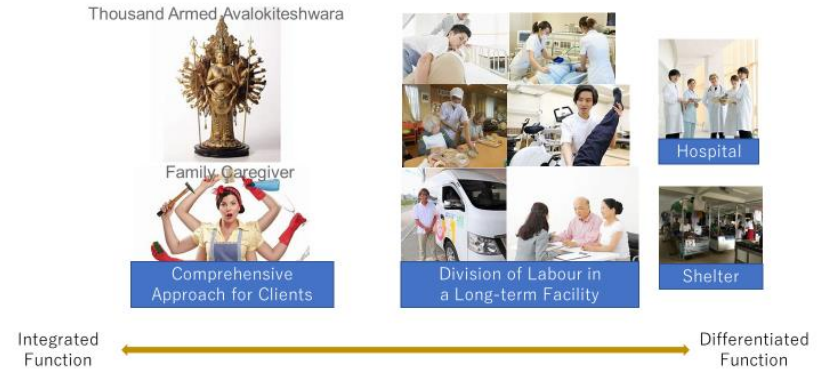 Thousand Armed Avalokiteshwara
Family Caregiver
Comprehensive
Approach for Clients
Division of Labour in
a Long-term Facility
Hospital
Shelter
Integrated
Function
Differentiated
Function